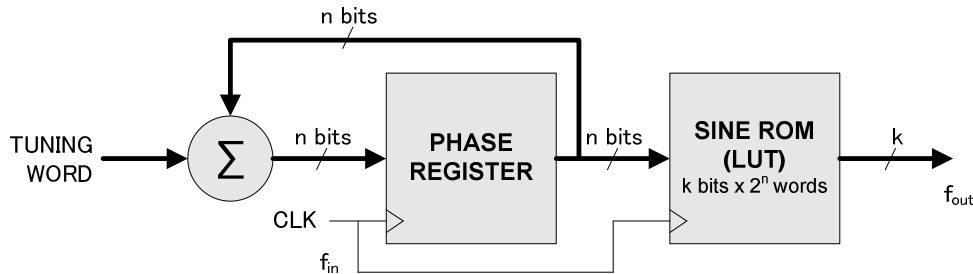 n bits
TUNING
WORD
Σ
n bits
PHASE
REGISTER
n bits
SINE ROM
(LUT)
k bits x 2ⁿ words
k
f_out
CLK
f_in